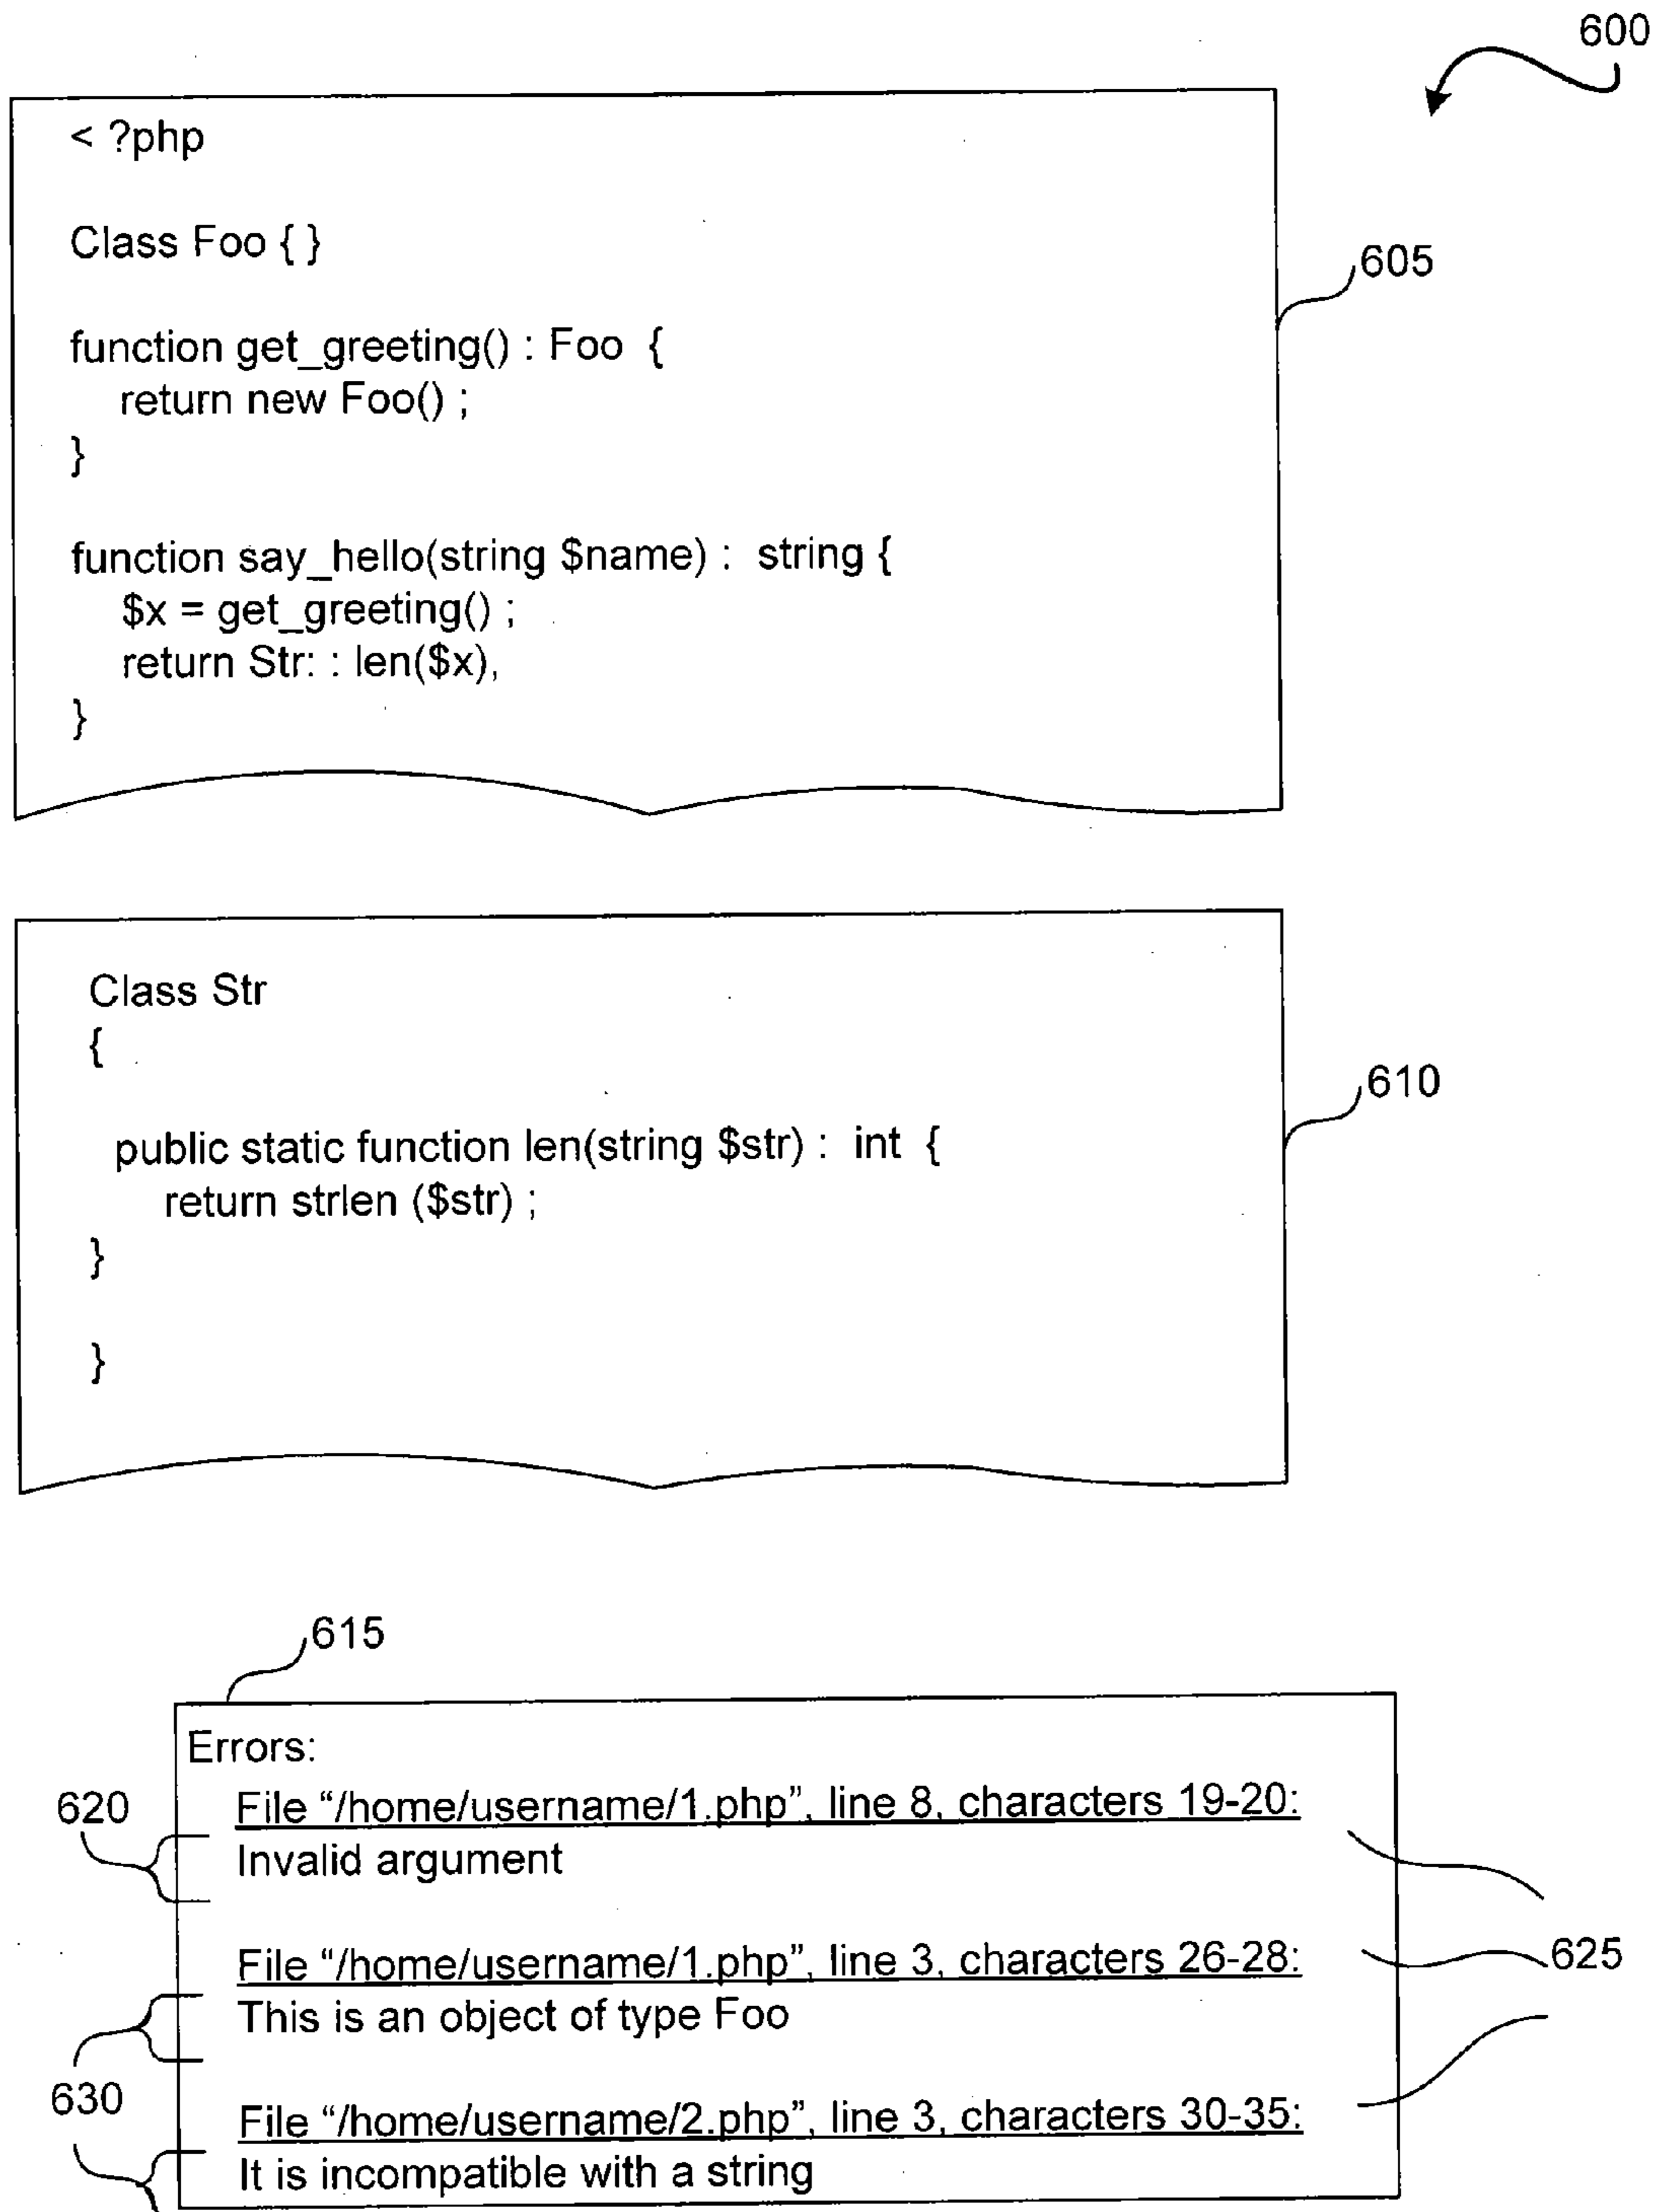 600
< ?php
Class Foo { }
605
function get_greeting() : Foo {
return new Foo() ;
}
function say_hello(string $name) : string {
$x = get_greeting() ;
return Str: : len($x),
}
Class Str
{
610
public static function len(string $str) : int {
return strlen ($str) ;
}
}
615
Errors:
620
File “/home/username/1.php”, line 8, characters 19-20:
Invalid argument
File “/home/username/1.php”, line 3, characters 26-28:
625
This is an object of type Foo
630
File “/home/username/2.php”, line 3, characters 30-35:
It is incompatible with a string